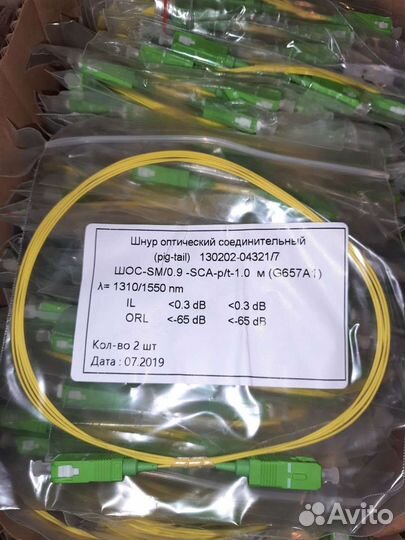 Шнур оптический соединительный
(pig-tail) 130202-04321/7
ШОС-SM/0.9 -SCA-p/t-1.0 м (G657A1)
λ= 1310/1550 nm
IL <0.3 dB <0.3 dB
ORL <-65 dB <-65 dB
Кол-во 2 шт
Дата : 07.2019
Avito